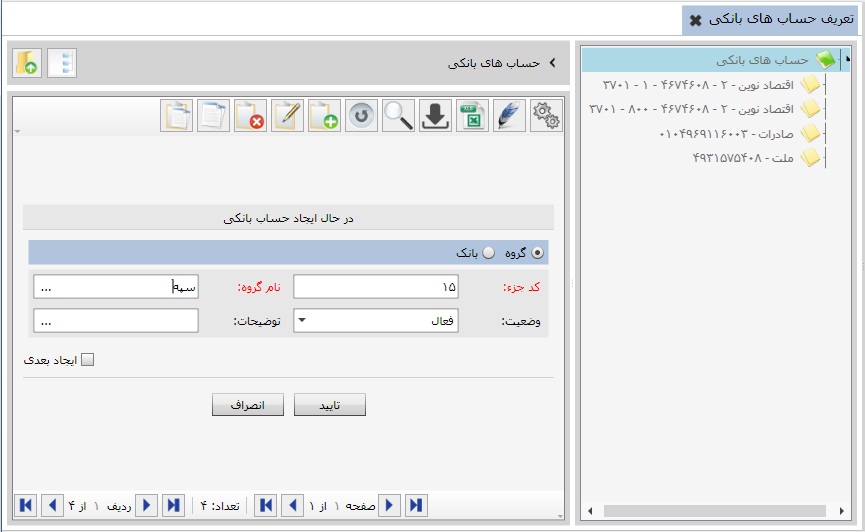 تعریف حساب های بانکی
حساب های بانکی
اقتصاد نوین - ۲ - ۴۶۷۴۶۰۸ - ۱ - ۳۷۰۱
اقتصاد نوین - ۲ - ۴۶۷۴۶۰۸ - ۸۰۰ - ۳۷۰۱
صادرات - ۰۱۰۴۹۶۹۱۱۶۰۰۳
ملت - ۴۹۳۱۵۷۵۴۰۸
حساب های بانکی
در حال ایجاد حساب بانکی
گروه بانک
کد جزء: ۱۵ نام گروه: سپه ...
وضعیت: فعال توضیحات: ...
ایجاد بعدی
تایید انصراف
صفحه ۱ از ۱ تعداد: ۴ ردیف ۱ از ۴